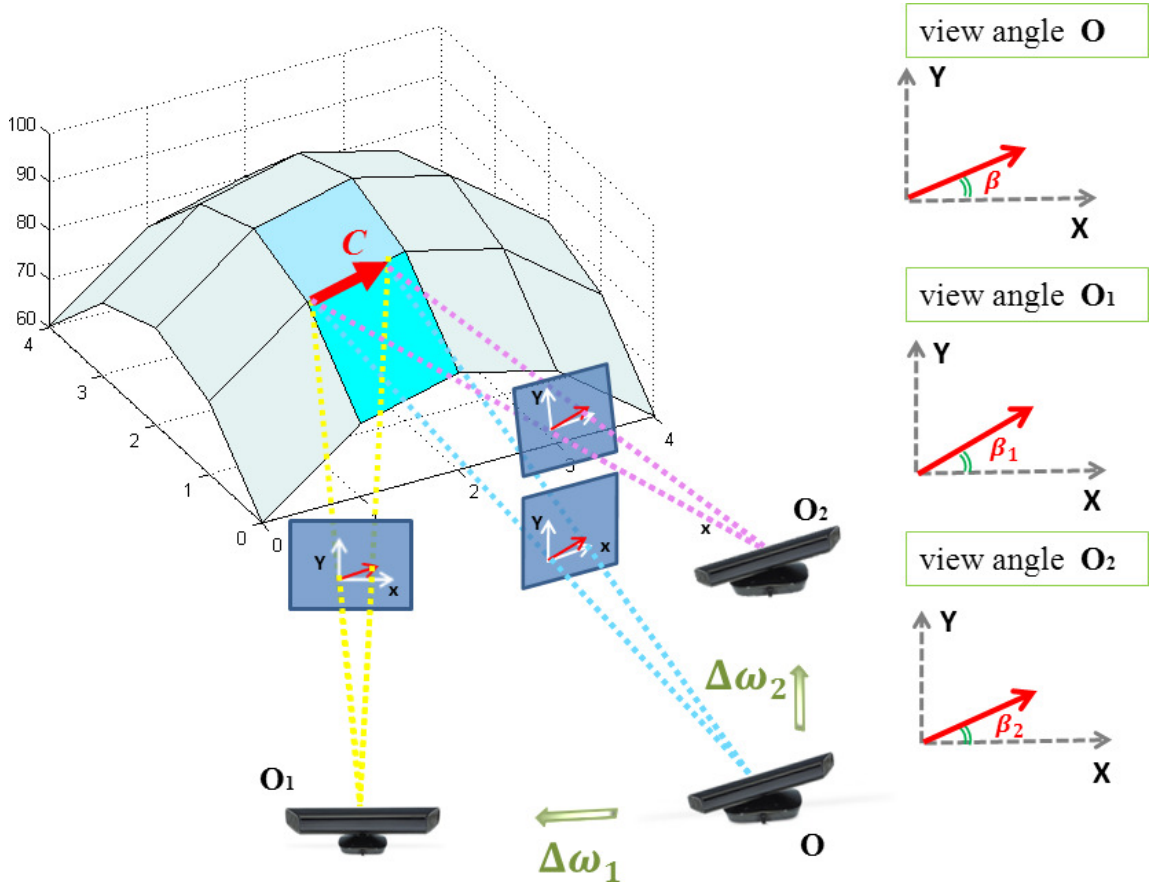 view angle O
Y
β
X
view angle O1
Y
β1
X
view angle O2
Y
β2
X
100
90
80
70
60
4
3
2
1
0
0
1
2
3
4
C
Y
Y
x
Y
x
x
O2
Δω2
O1
Δω1
O